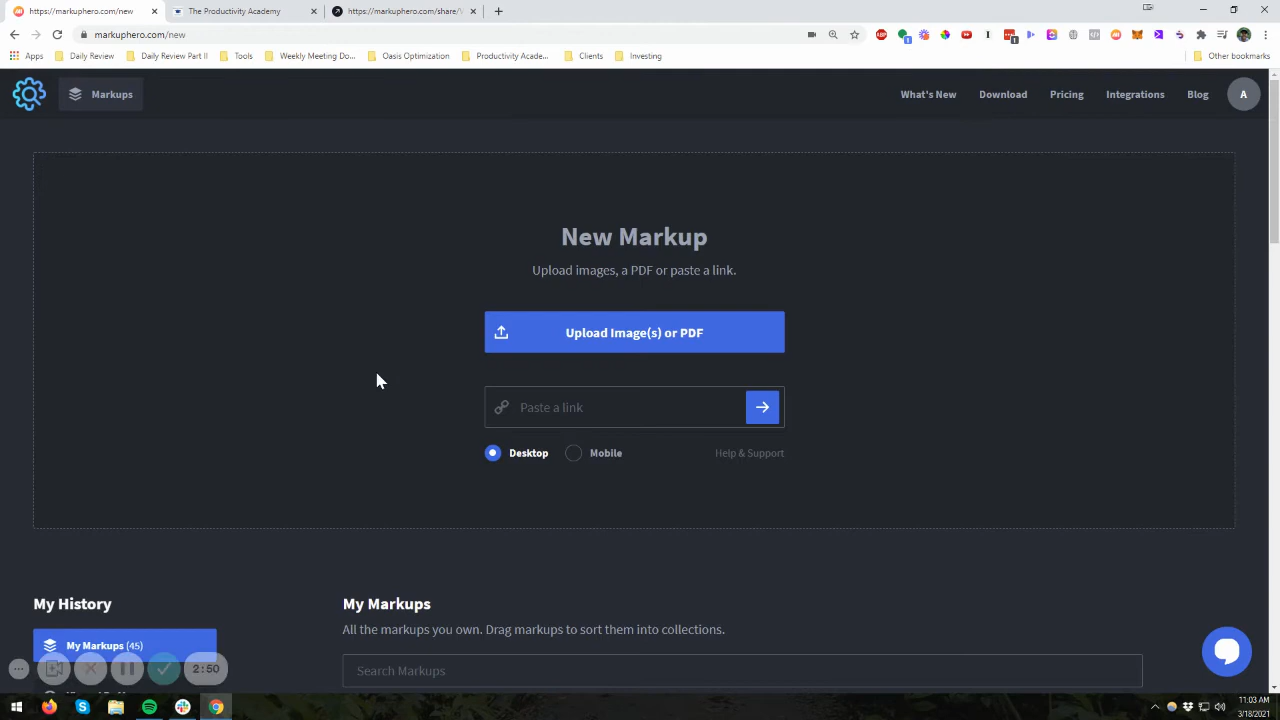 https://markuphero.com/new
The Productivity Academy
https://markuphero.com/share/V
markuphero.com/new
Apps
Daily Review
Daily Review Part II
Tools
Weekly Meeting Do...
Oasis Optimization
Productivity Acade...
Clients
Investing
Other bookmarks
Markups
What's New
Download
Pricing
Integrations
Blog
A
New Markup
Upload images, a PDF or paste a link.
Upload Image(s) or PDF
Paste a link
Desktop
Mobile
Help & Support
My History
My Markups
All the markups you own. Drag markups to sort them into collections.
My Markups (45)
Search Markups
2:50
11:03 AM
3/18/2021